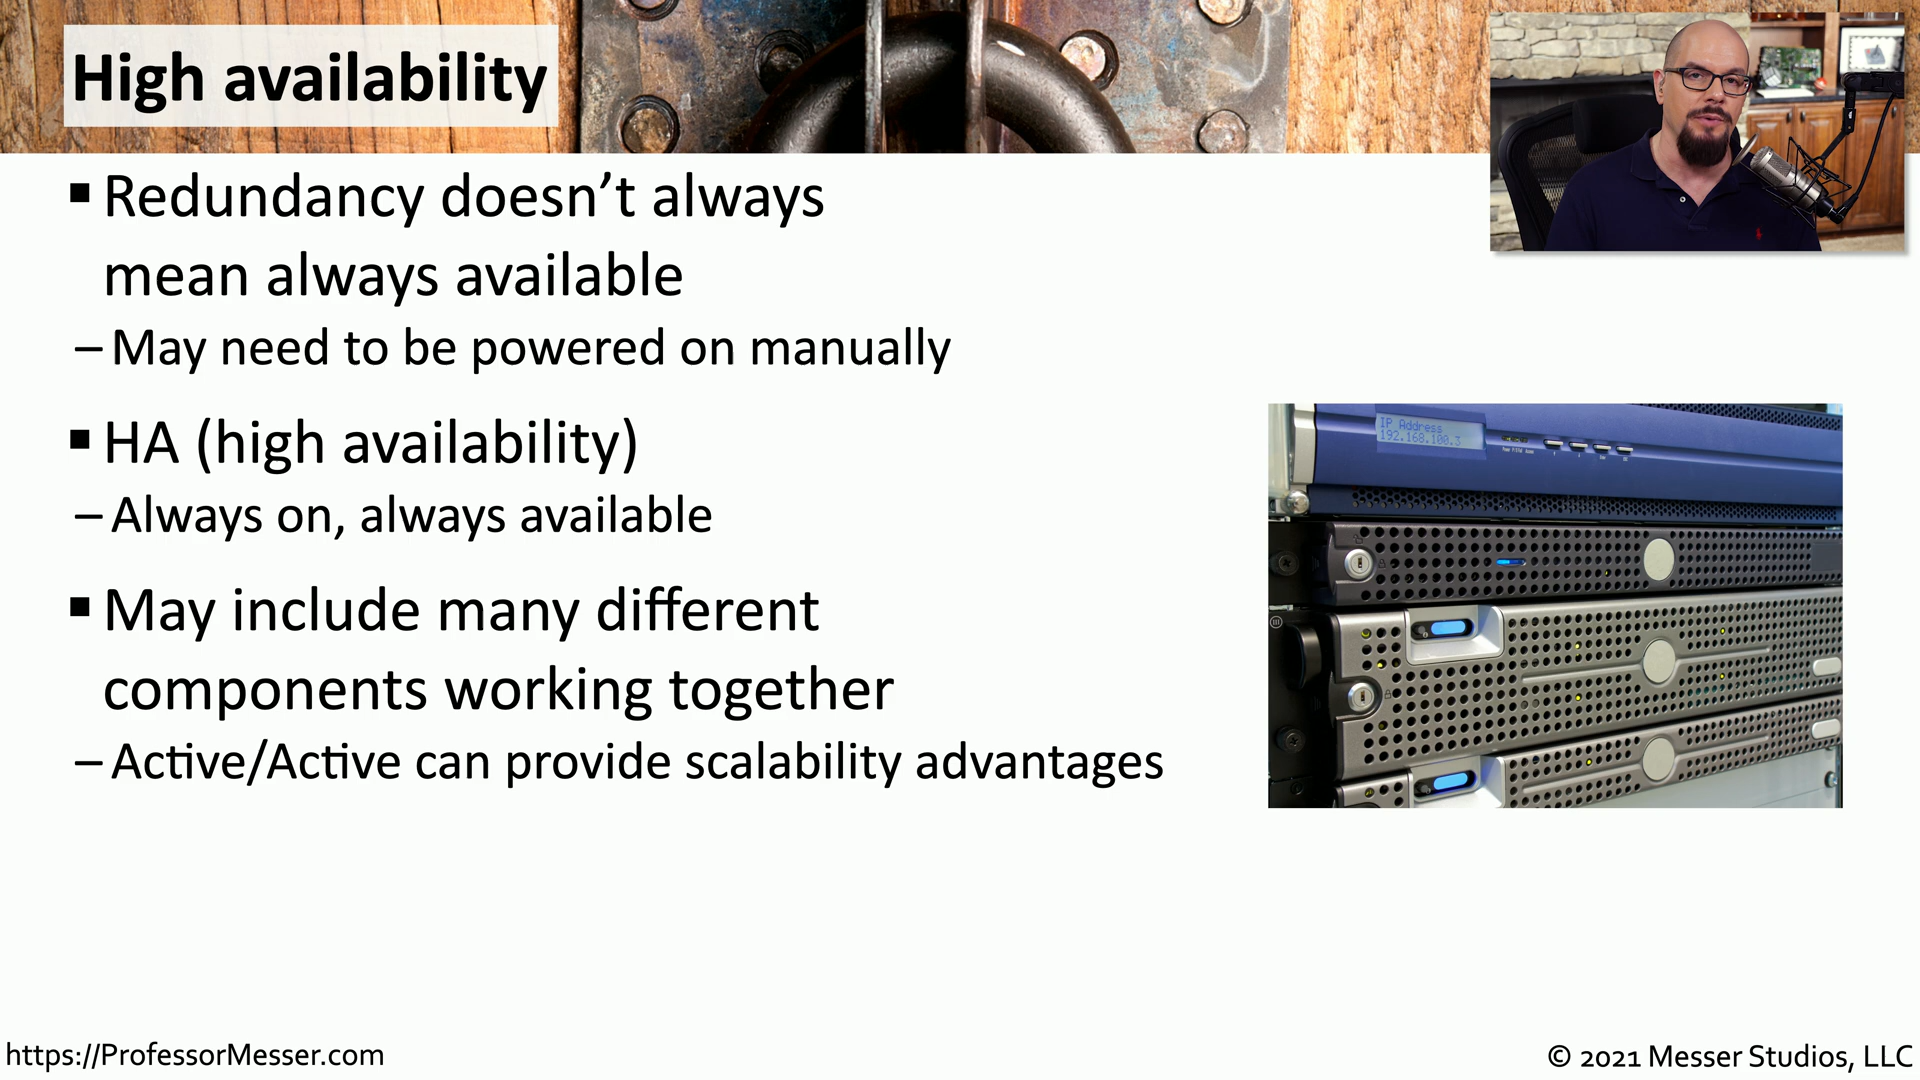 High availability
▪ Redundancy doesn’t always
mean always available
– May need to be powered on manually
▪ HA (high availability)
– Always on, always available
▪ May include many different
components working together
– Active/Active can provide scalability advantages
IP Address
192.168.100.3
https://ProfessorMesser.com
© 2021 Messer Studios, LLC